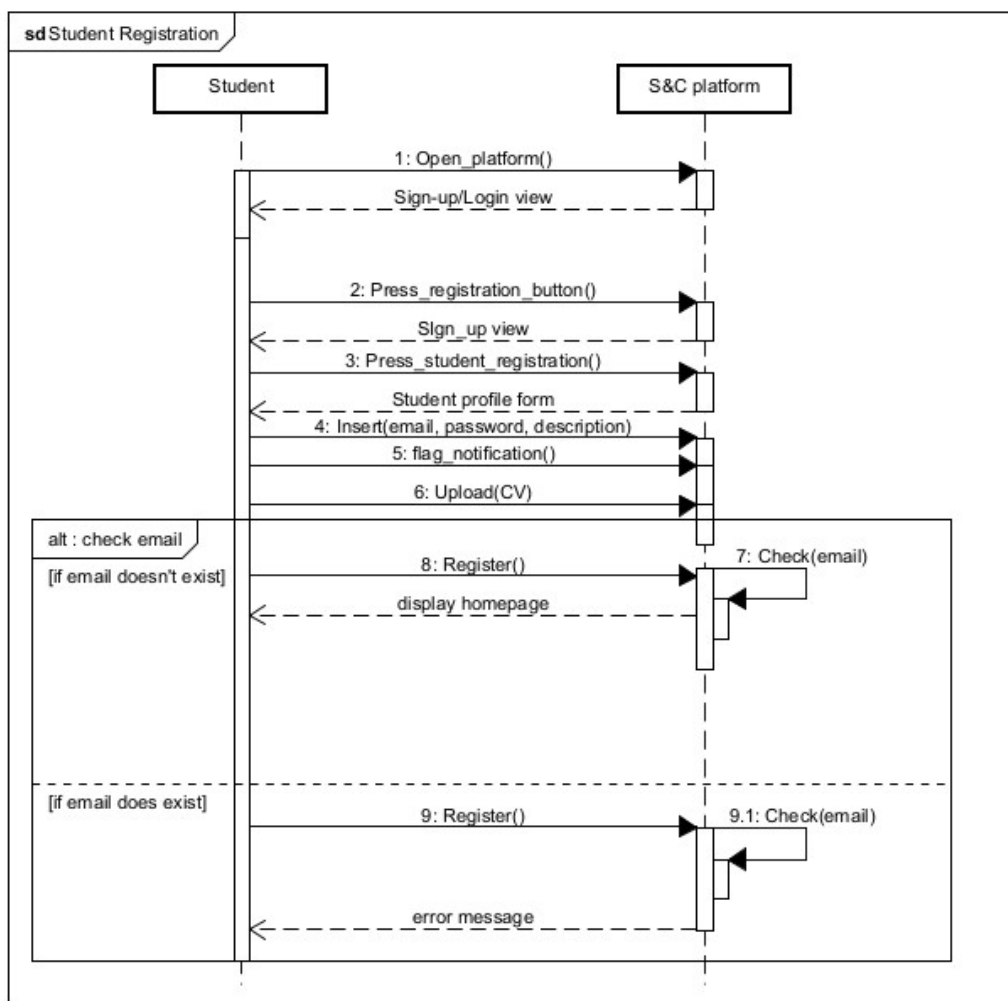 sd Student Registration
Student
S&C platform
1: Open_platform()
Sign-up/Login view
2: Press_registration_button()
SIgn_up view
3: Press_student_registration()
Student profile form
4: Insert(email, password, description)
5: flag_notification()
6: Upload(CV)
alt : check email
[if email doesn't exist]
8: Register()
7: Check(email)
display homepage
[if email does exist]
9: Register()
9.1: Check(email)
error message